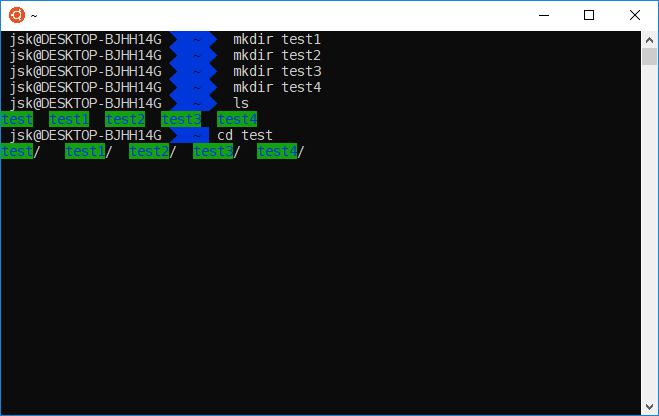 ~
jsk@DESKTOP-BJHH14G ~ mkdir test1
jsk@DESKTOP-BJHH14G ~ mkdir test2
jsk@DESKTOP-BJHH14G ~ mkdir test3
jsk@DESKTOP-BJHH14G ~ mkdir test4
jsk@DESKTOP-BJHH14G ~ ls
test test1 test2 test3 test4
jsk@DESKTOP-BJHH14G ~ cd test
test/ test1/ test2/ test3/ test4/